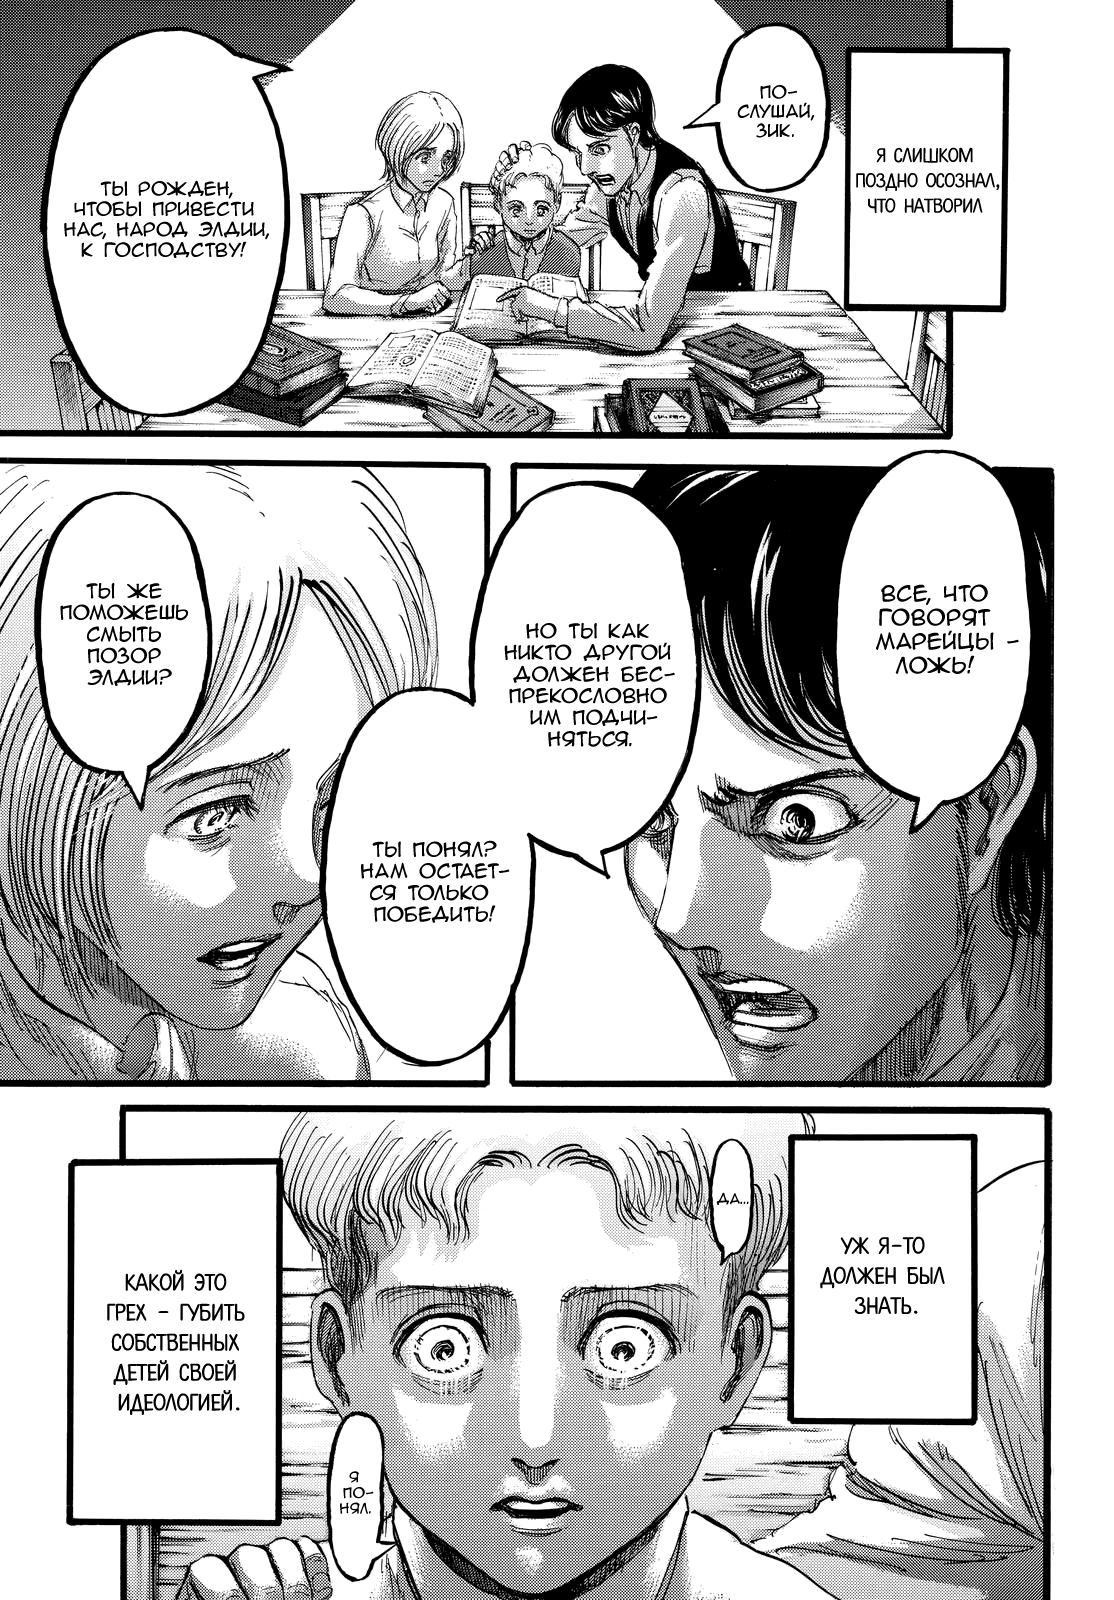 Я СЛИШКОМ
ПОЗДНО ОСОЗНАЛ,
ЧТО НАТВОРИЛ
ПО-
СЛУШАЙ,
ЗИК.
ТЫ РОЖДЕН,
ЧТОБЫ ПРИВЕСТИ
НАС, НАРОД ЭЛДИИ,
К ГОСПОДСТВУ!
ВСЕ, ЧТО
ГОВОРЯТ
МАРЕЙЦЫ –
ЛОЖЬ!
НО ТЫ КАК
НИКТО ДРУГОЙ
ДОЛЖЕН БЕС-
ПРЕКОСЛОВНО
ИМ ПОДЧИ-
НЯТЬСЯ.
ТЫ ПОНЯЛ?
НАМ ОСТАЕТ-
СЯ ТОЛЬКО
ПОБЕДИТЬ!
ТЫ ЖЕ
ПОМОЖЕШЬ
СМЫТЬ
ПОЗОР
ЭЛДИИ?
УЖ Я-ТО
ДОЛЖЕН БЫЛ
ЗНАТЬ.
ДА...
КАКОЙ ЭТО
ГРЕХ – ГУБИТЬ
СОБСТВЕННЫХ
ДЕТЕЙ СВОЕЙ
ИДЕОЛОГИЕЙ.
Я
ПО-
НЯЛ.